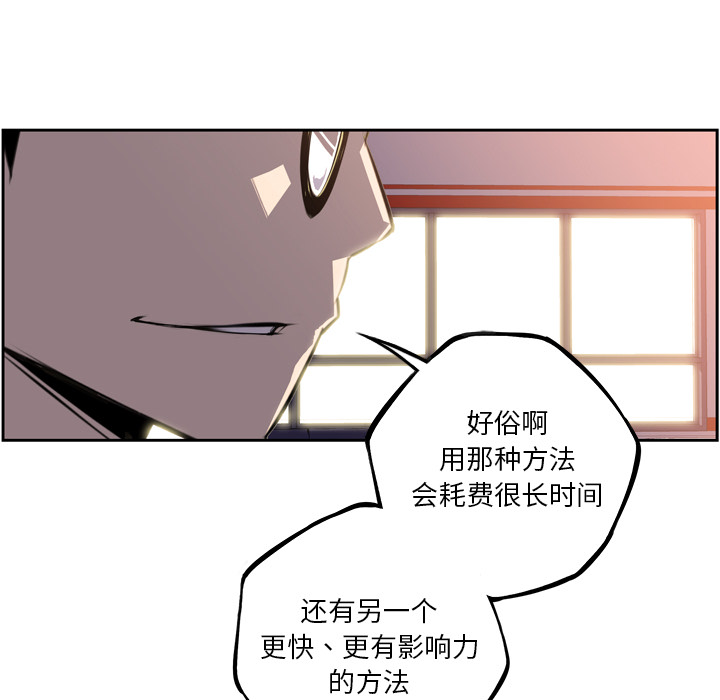 好俗啊
用那种方法
会耗费很长时间
还有另一个
更快、更有影响力
的方法